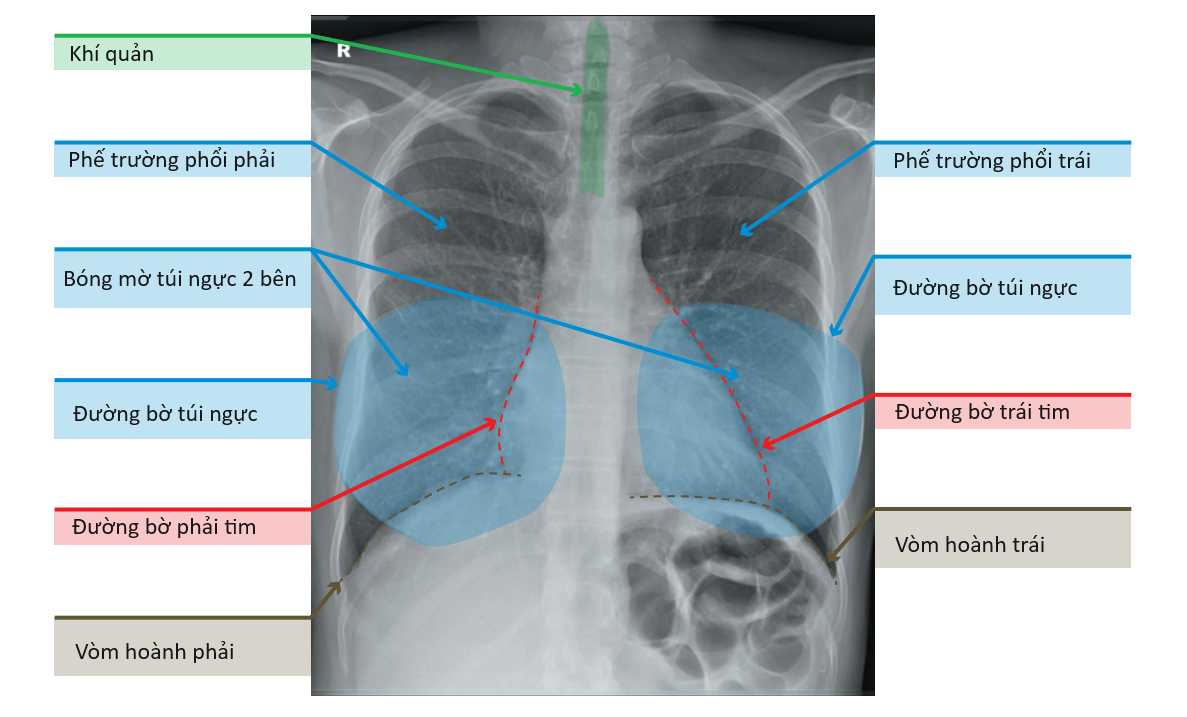 Khí quản
R
Phế trường phổi phải
Phế trường phổi trái
Bóng mờ túi ngực 2 bên
Đường bờ túi ngực
Đường bờ túi ngực
Đường bờ trái tim
Đường bờ phải tim
Vòm hoành trái
Vòm hoành phải